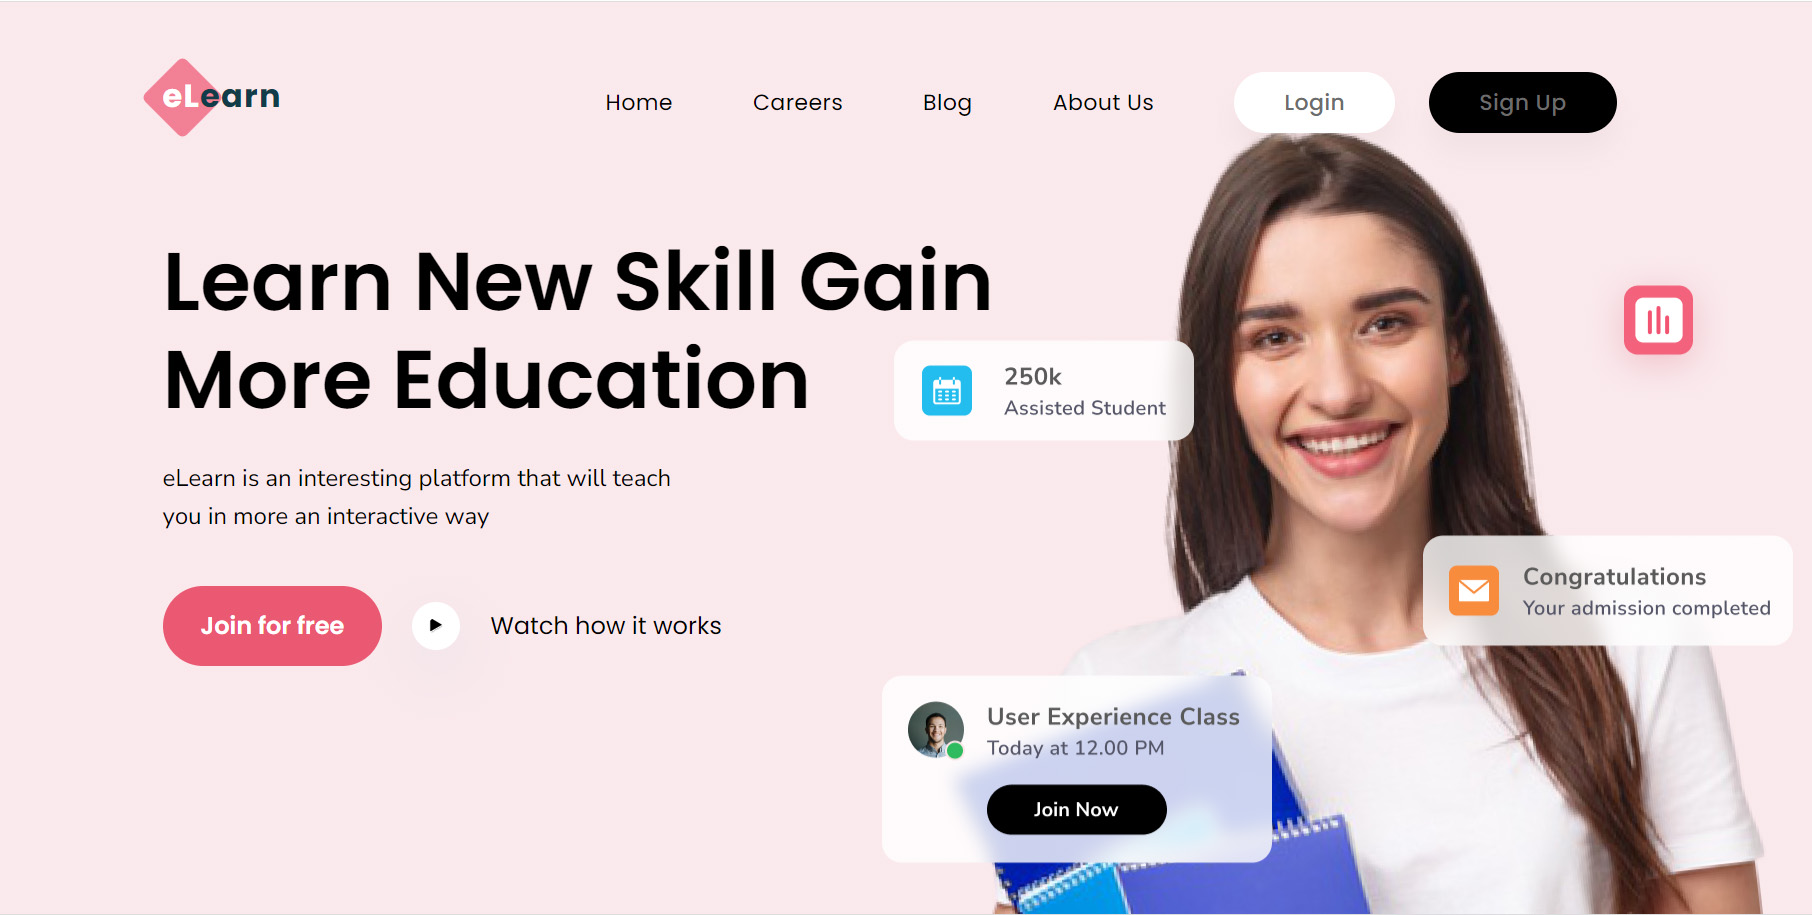 eLearn
Home
Careers
Blog
About Us
Login
Sign Up
Learn New Skill Gain
More Education
250k
Assisted Student
eLearn is an interesting platform that will teach
you in more an interactive way
Congratulations
Your admission completed
Join for free
Watch how it works
User Experience Class
Today at 12.00 PM
Join Now